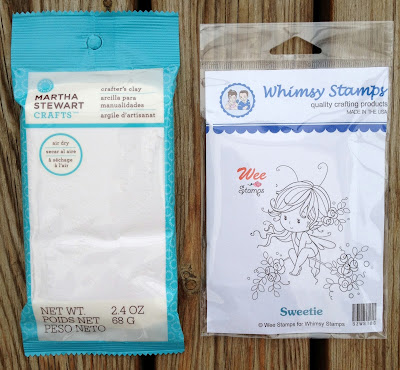 MARTHA
STEWART
CRAFTS™
crafter's clay
arcilla para
manualidades
argile d'artisanat
air dry
secar al aire
à séchage
à l'air
NET WT 2.4 OZ
POIDS NET 68 G
PESO NETO
Whimsy Stamps
quality crafting products
MADE IN THE USA
Wee
Stamps
Sweetie
© Wee Stamps for Whimsy Stamps